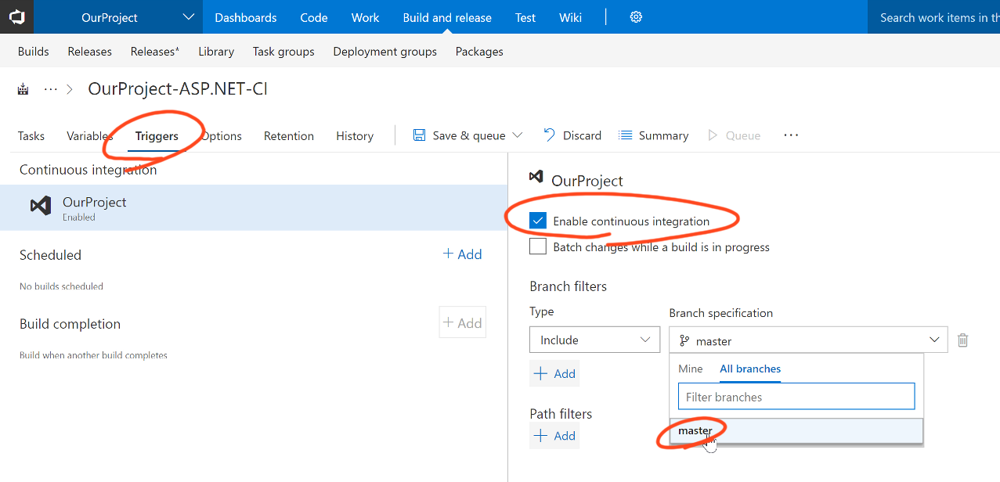 OurProject Dashboards Code Work Build and release Test Wiki Search work items in th
Builds Releases Releases* Library Task groups Deployment groups Packages
... > OurProject-ASP.NET-CI
Tasks Variables Triggers Options Retention History Save & queue Discard Summary Queue ...
Continuous integration
OurProject
Enabled
Scheduled
+ Add
No builds scheduled
Build completion
+ Add
Build when another build completes
OurProject
Enable continuous integration
Batch changes while a build is in progress
Branch filters
Type Branch specification
Include master
+ Add
Mine All branches
Filter branches
master
Path filters
+ Add